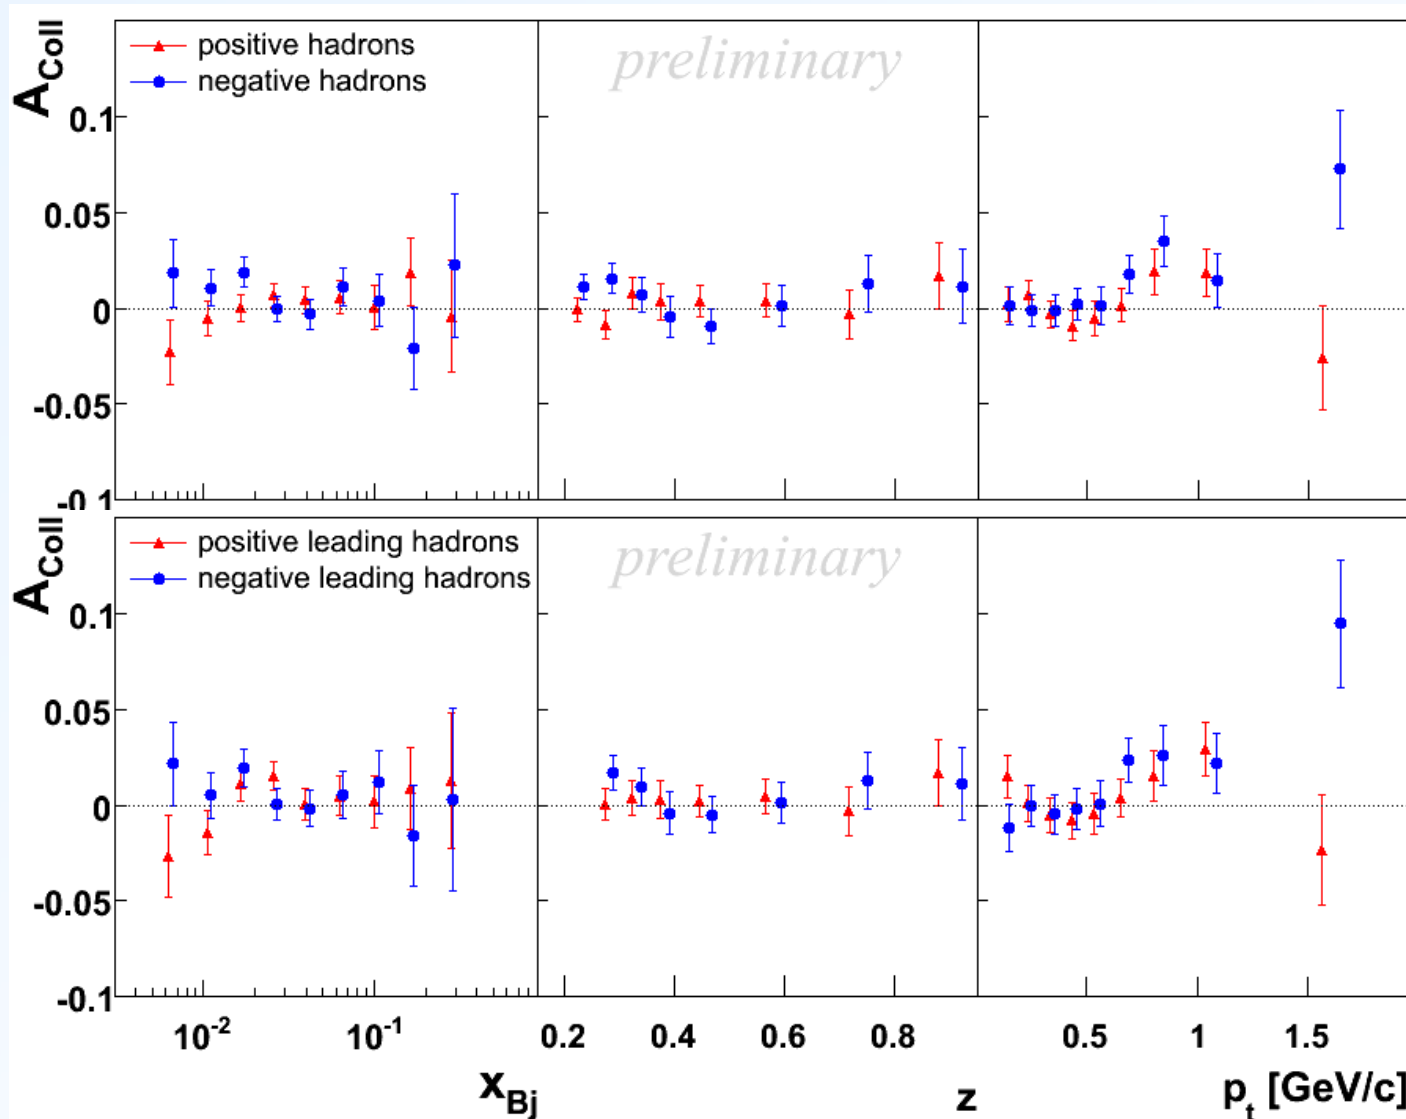 A_Coll
positive hadrons
negative hadrons
preliminary
0.1
0.05
0
-0.05
-0 1
A_Coll
positive leading hadrons
negative leading hadrons
preliminary
0.1
0.05
0
-0.05
-0.1
10^-2 10^-1 0.2 0.4 0.6 0.8 0.5 1 1.5
x_Bj z p_t [GeV/c]